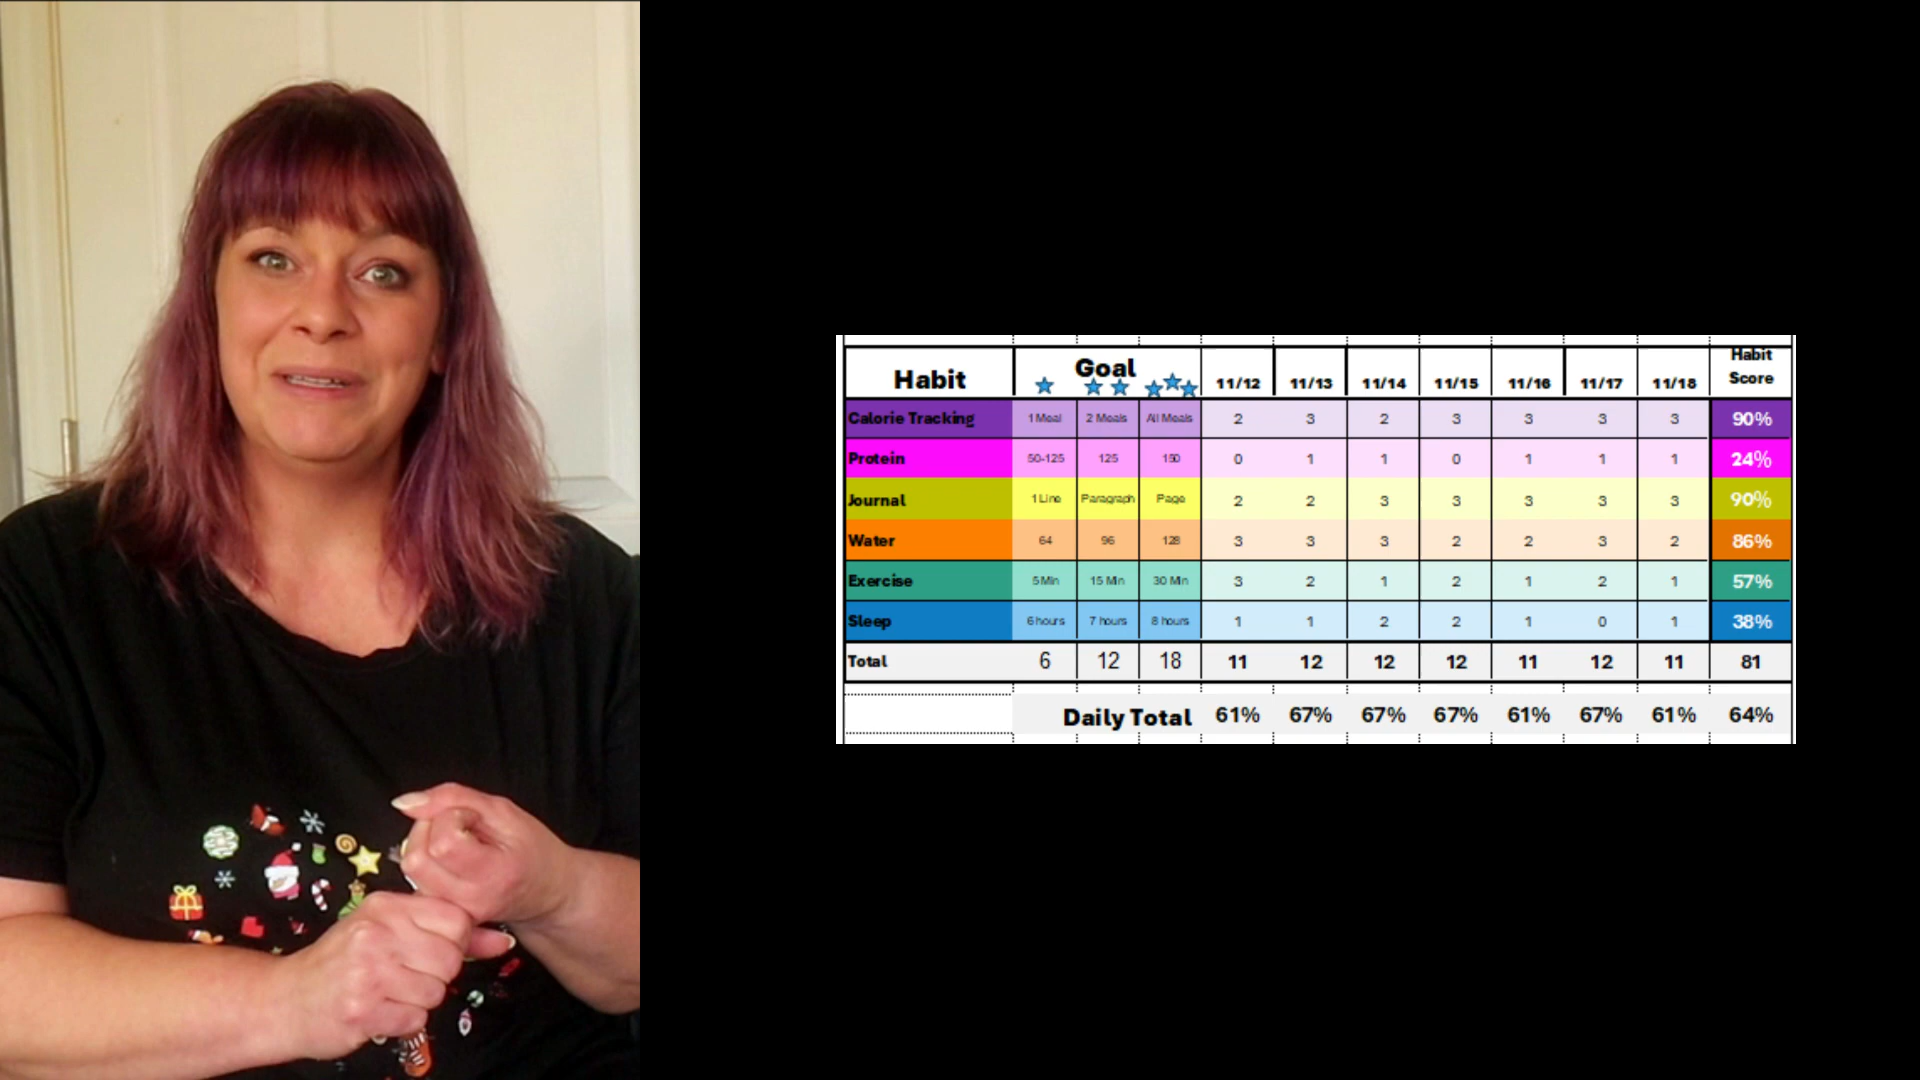 Habit Goal 11/12 11/13 11/14 11/15 11/16 11/17 11/18 Habit Score
Calorie Tracking 1 Meal 2 Meals All Meals 2 3 2 3 3 3 3 90%
Protein 50-125 125 150 0 1 1 0 1 1 1 24%
Journal 1 Line Paragraph Page 2 2 3 3 3 3 3 90%
Water 64 96 128 3 3 3 2 2 3 2 86%
Exercise 5 Min 15 Min 30 Min 3 2 1 2 1 2 1 57%
Sleep 6 hours 7 hours 8 hours 1 1 2 2 1 0 1 38%
Total 6 12 18 11 12 12 12 11 12 11 81
Daily Total 61% 67% 67% 67% 61% 67% 61% 64%